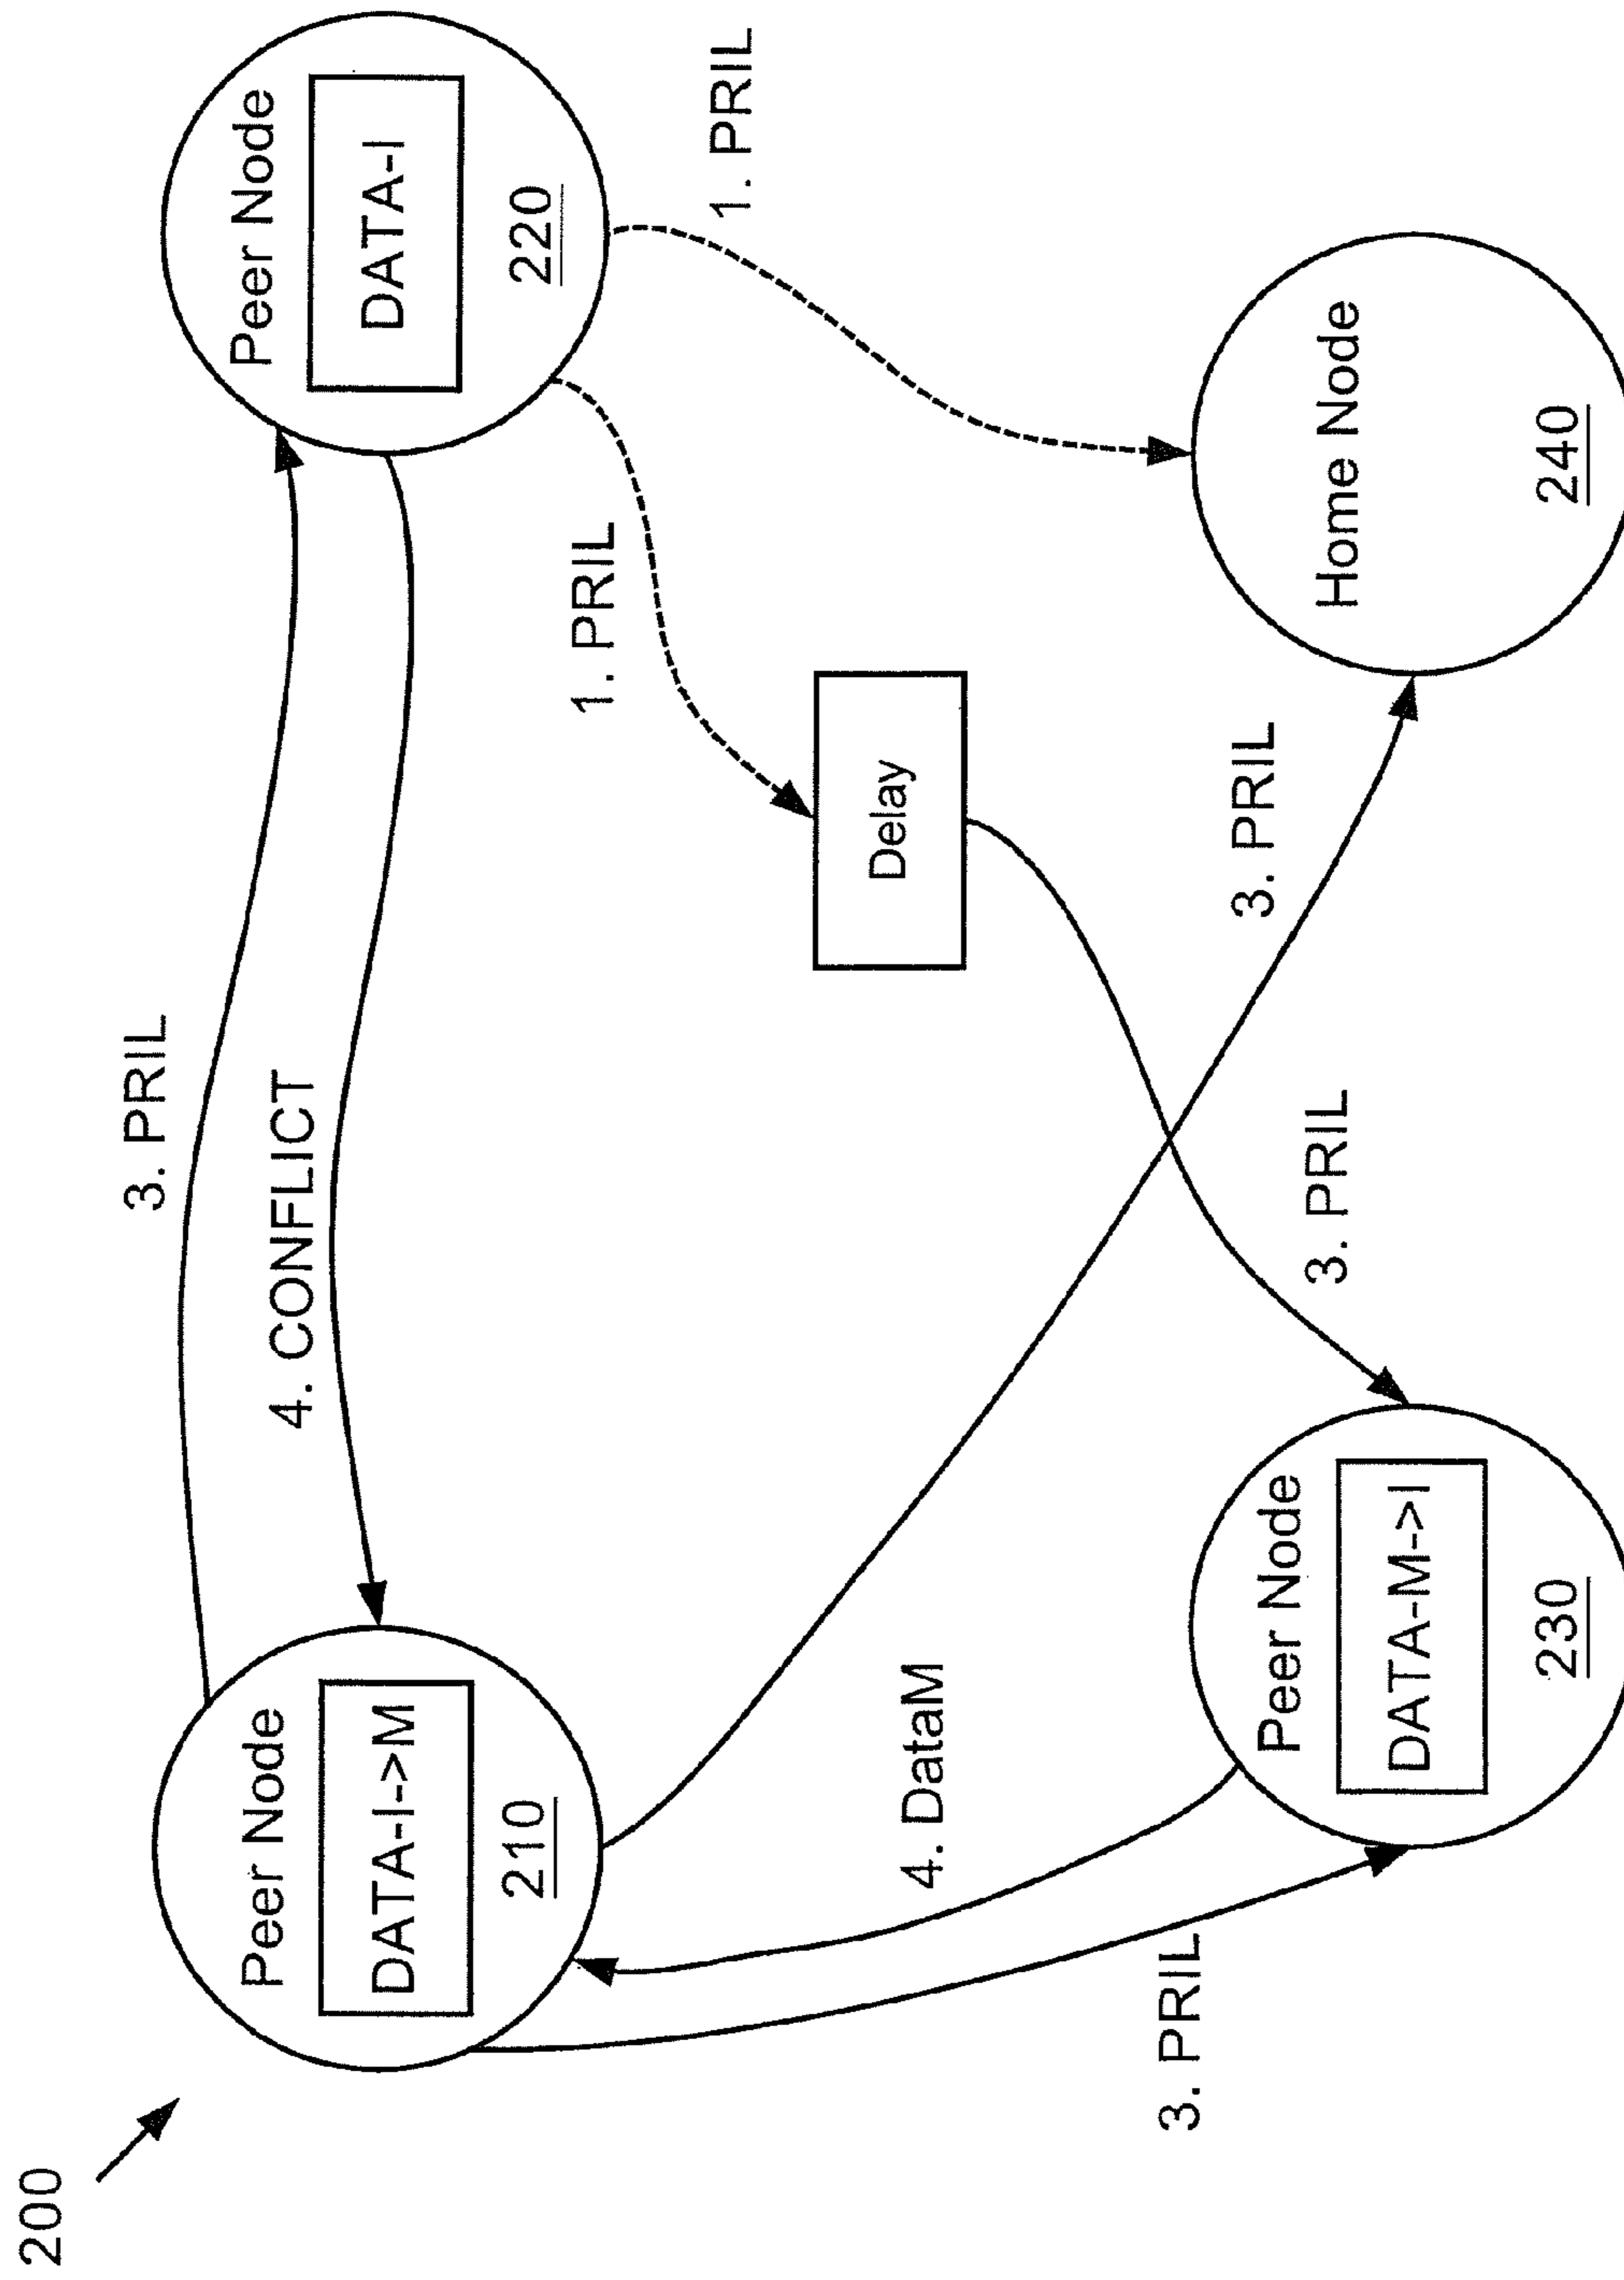 200
Peer Node
DATA-I->M
210
3. PRIL
4. CONFLICT
Peer Node
DATA-I
220
1. PRIL
1. PRIL
Delay
3. PRIL
3. PRIL
4. DataM
3. PRIL
Peer Node
DATA-M->I
230
Home Node
240